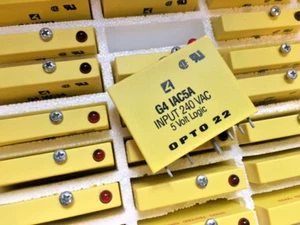 G4 IAC5A
INPUT 240 VAC
5 Volt Logic
OPTO 22